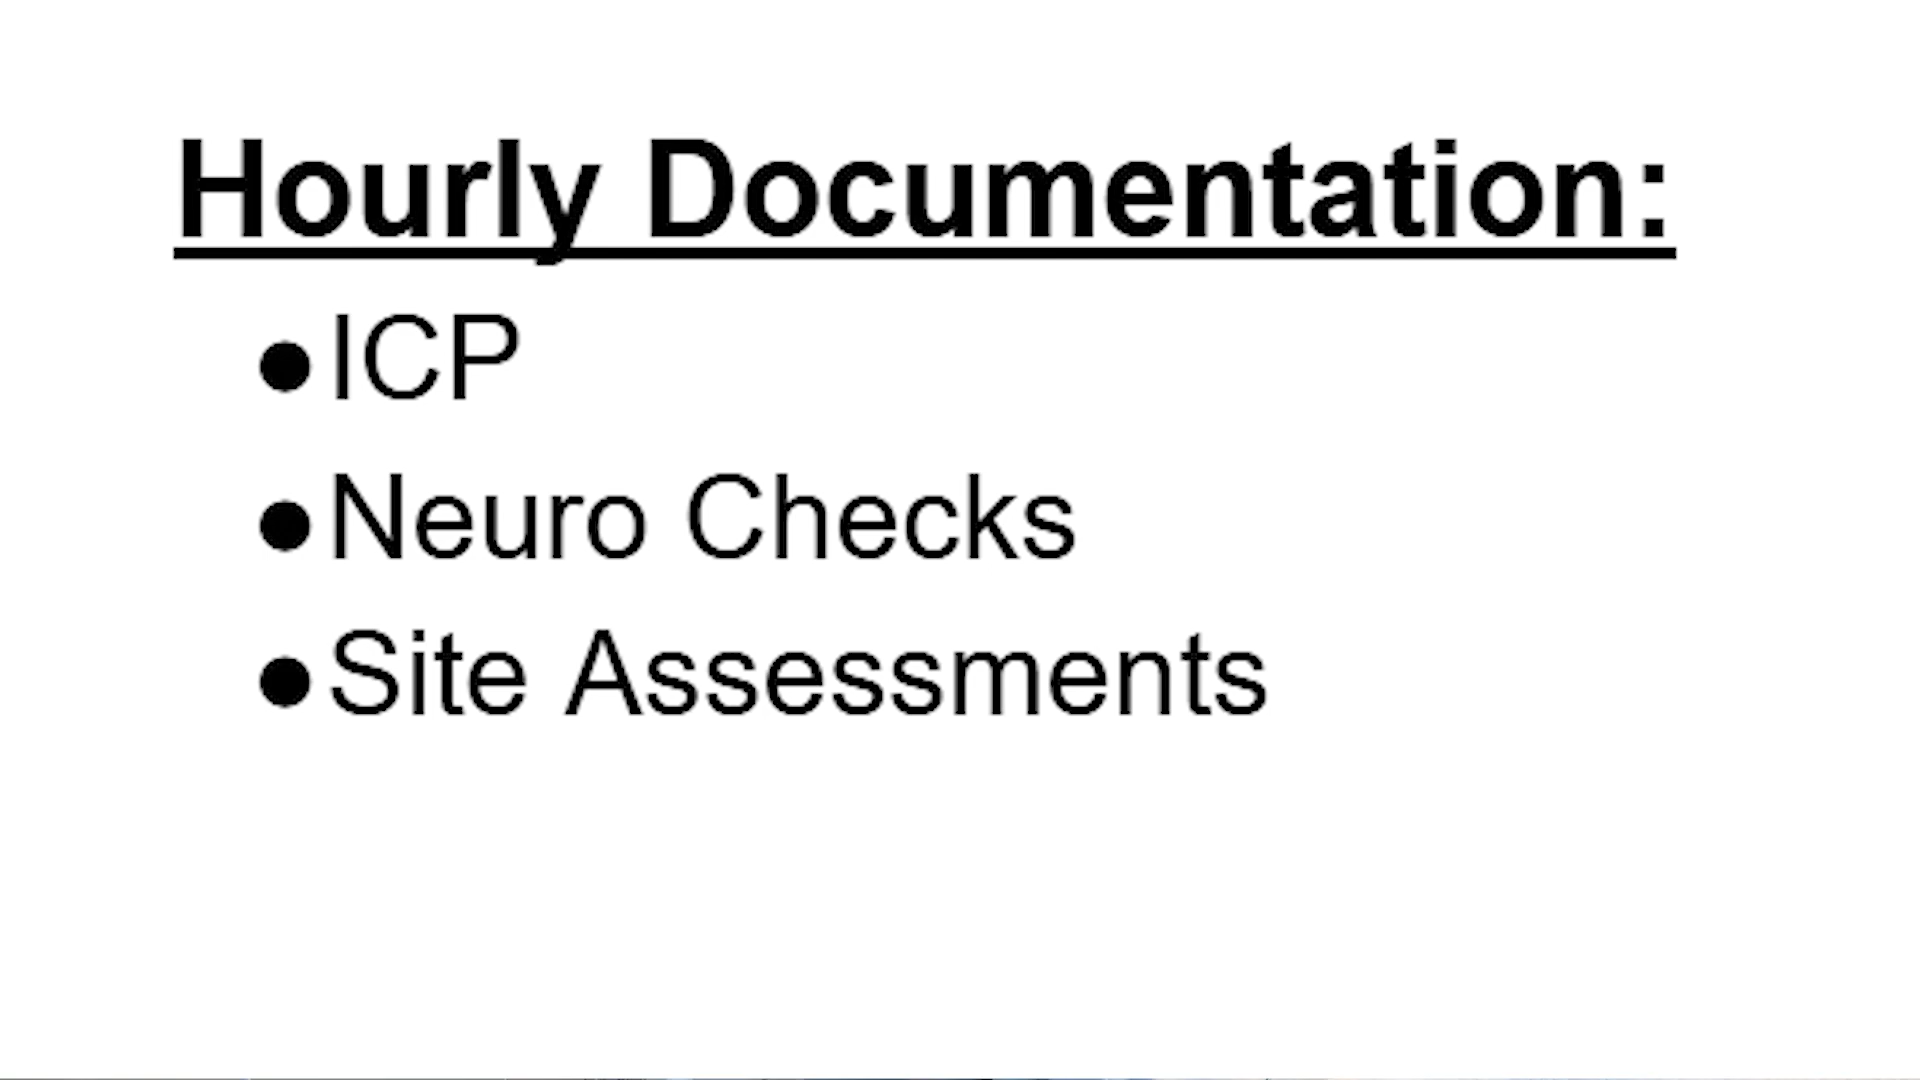 Hourly Documentation:
●ICP
●Neuro Checks
●Site Assessments